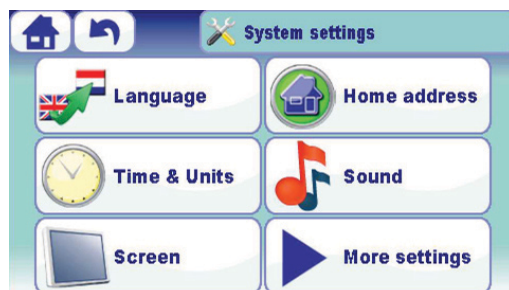 System settings
Language
Home address
Time & Units
Sound
Screen
More settings